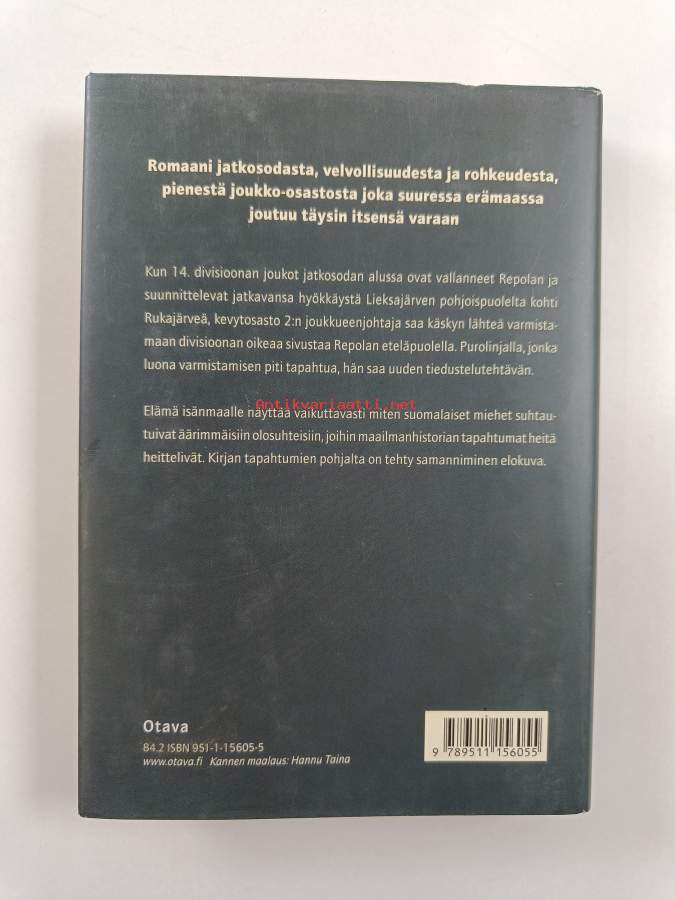 Romaani jatkosodasta, velvollisuudesta ja rohkeudesta,
pienestä joukko-osastosta joka suuressa erämaassa
joutuu täysin itsensä varaan
Kun 14. divisioonan joukot jatkosodan alussa ovat vallanneet Repolan ja
suunnittelevat jatkavansa hyökkäystä Lieksajärven pohjoispuolelta kohti
Rukajärveä, kevytosasto 2:n joukkueenjohtaja saa käskyn lähteä varmista-
maan divisioonan oikeaa sivustaa Repolan eteläpuolella. Purolinjalla, jonka
luona varmistamisen piti tapahtua, hän saa uuden tiedustelutehtävän.
Antikvariaatti.net
Elämä isänmaalle näyttää vaikuttavasti miten suomalaiset miehet suhtau-
tuivat äärimmäisiin olosuhteisiin, joihin maailmanhistorian tapahtumat heitä
heittelivät. Kirjan tapahtumien pohjalta on tehty samanniminen elokuva.
Otava
84.2 ISBN 951-1-15605-5
www.otava.fi Kannen maalaus: Hannu Taina
9 789511 156055